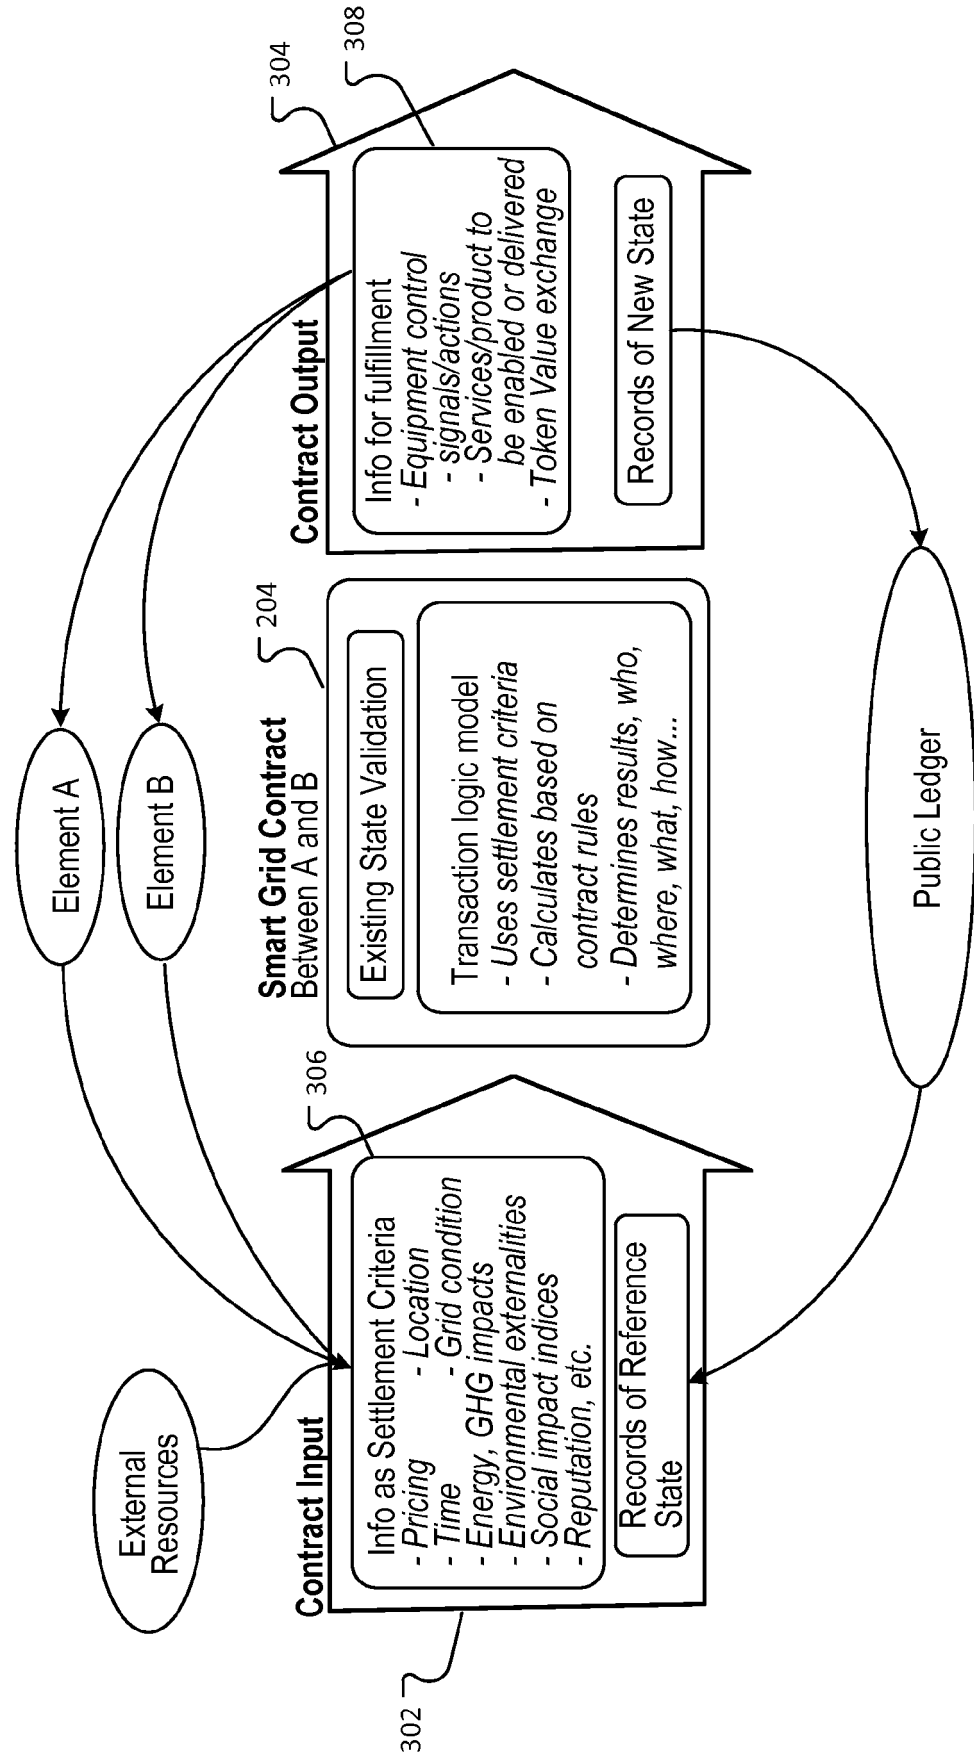 External
Resources
Element A
Element B
Contract Input
302
306
Info as Settlement Criteria
- Pricing - Location
- Time - Grid condition
- Energy, GHG impacts
- Environmental externalities
- Social impact indices
- Reputation, etc.
Records of Reference
State
Smart Grid Contract
Between A and B
204
Existing State Validation
Transaction logic model
- Uses settlement criteria
- Calculates based on
contract rules
- Determines results, who,
where, what, how...
Contract Output
304
308
Info for fulfillment
- Equipment control
- signals/actions
- Services/product to
be enabled or delivered
- Token Value exchange
Records of New State
Public Ledger